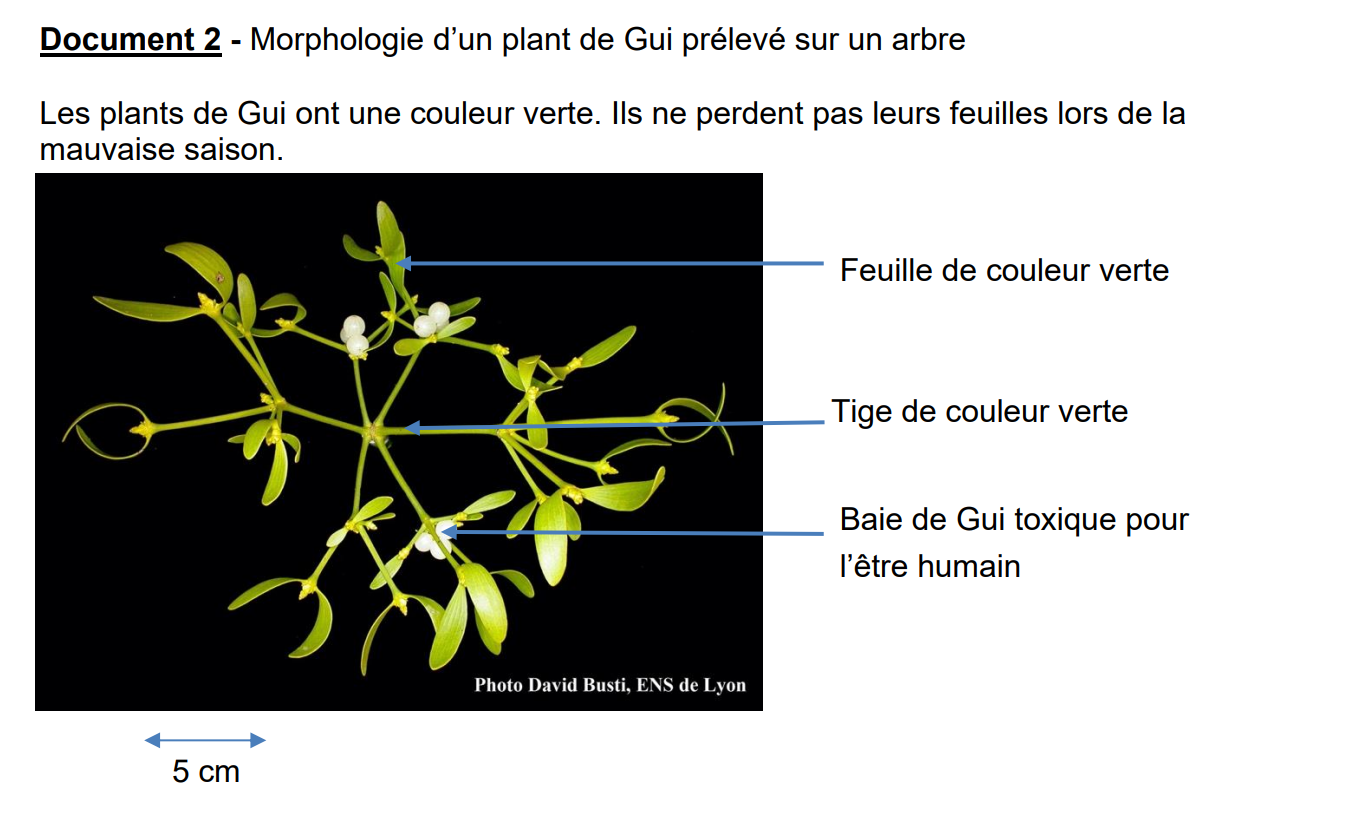 Document 2 - Morphologie d’un plant de Gui prélevé sur un arbre
Les plants de Gui ont une couleur verte. Ils ne perdent pas leurs feuilles lors de la
mauvaise saison.
Feuille de couleur verte
Tige de couleur verte
Baie de Gui toxique pour
l’être humain
Photo David Busti, ENS de Lyon
5 cm